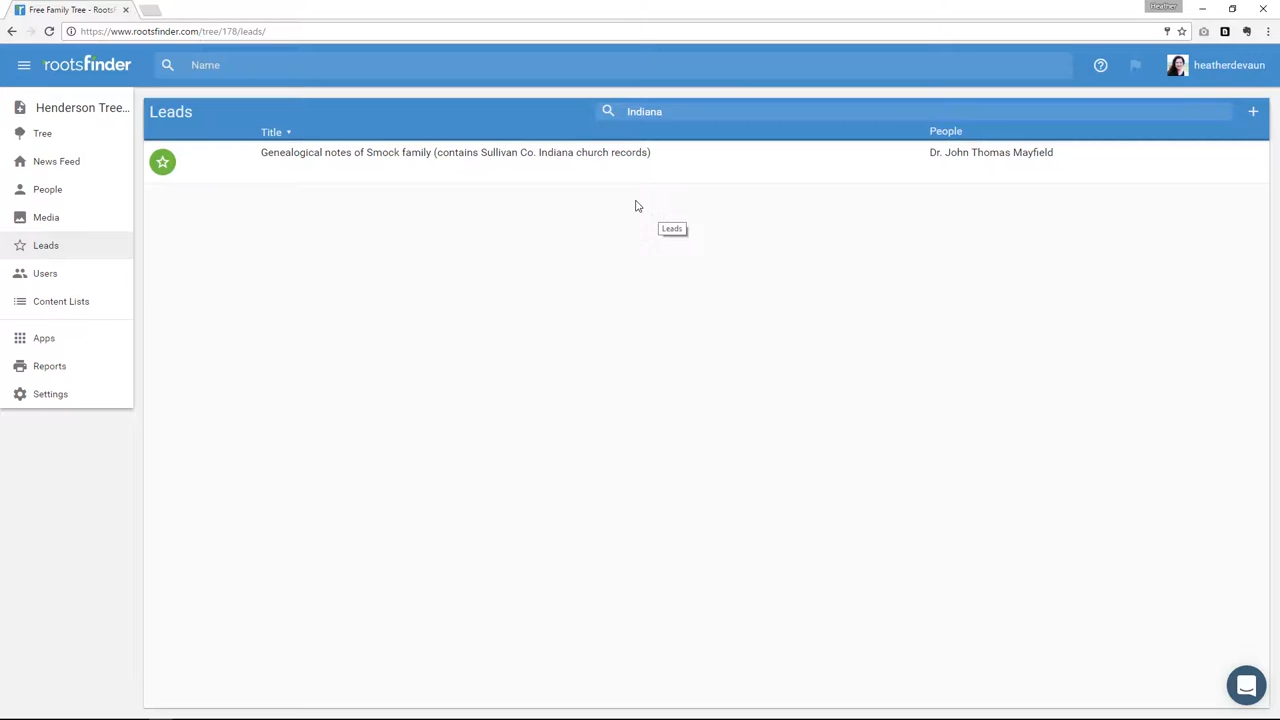 Free Family Tree - RootsF
Heather
https://www.rootsfinder.com/tree/178/leads/
rootsfinder
Name
heatherdevaun
Henderson Tree...
Tree
News Feed
People
Media
Leads
Users
Content Lists
Apps
Reports
Settings
Leads
Indiana
Title
People
Genealogical notes of Smock family (contains Sullivan Co. Indiana church records)
Dr. John Thomas Mayfield
Leads